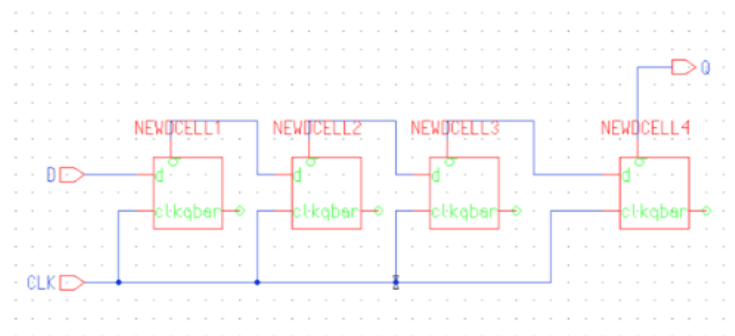 Q
NEWDCELL1 NEWDCELL2 NEWDCELL3 NEWDCELL4
q q q q
D d d d d
clkqbar clkqbar clkqbar clkqbar
CLK